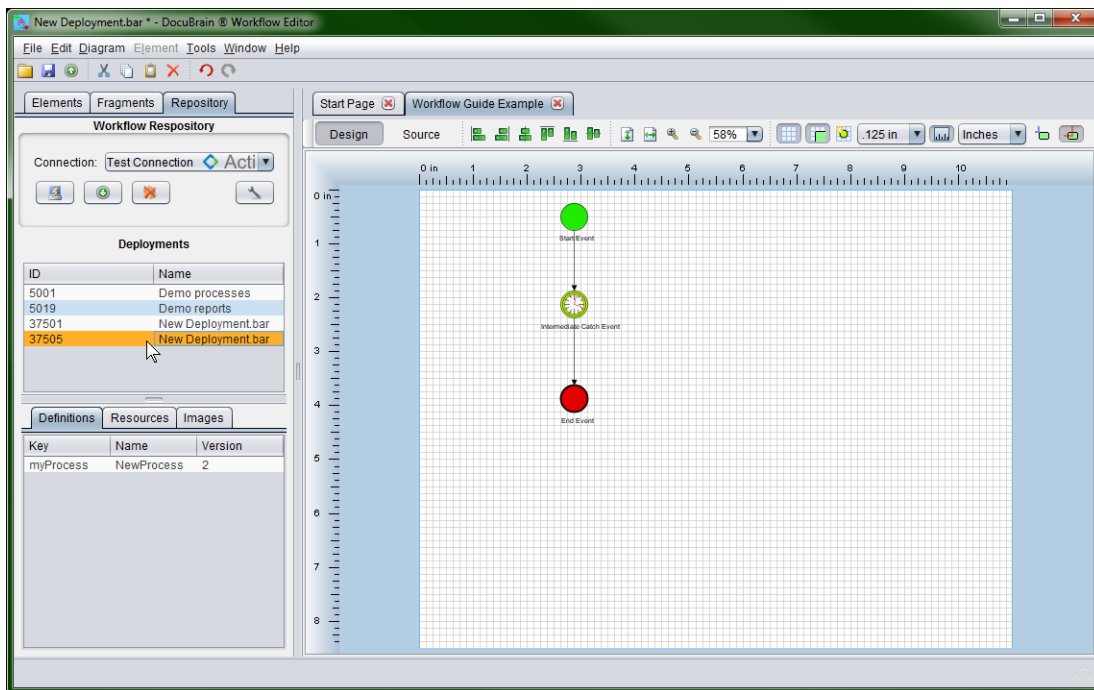 New Deployment.bar * - DocuBrain ® Workflow Editor
File Edit Diagram Element Tools Window Help
Elements Fragments Repository
Workflow Respository
Connection: Test Connection Acti
Deployments
ID Name
5001 Demo processes
5019 Demo reports
37501 New Deployment.bar
37505 New Deployment.bar
Definitions Resources Images
Key Name Version
myProcess NewProcess 2
Start Page Workflow Guide Example
Design Source 58% .125 in Inches
0 in 1 2 3 4 5 6 7 8 9 10
0 in
1
2
3
4
5
6
7
8
Start Event
Intermediate Catch Event
End Event